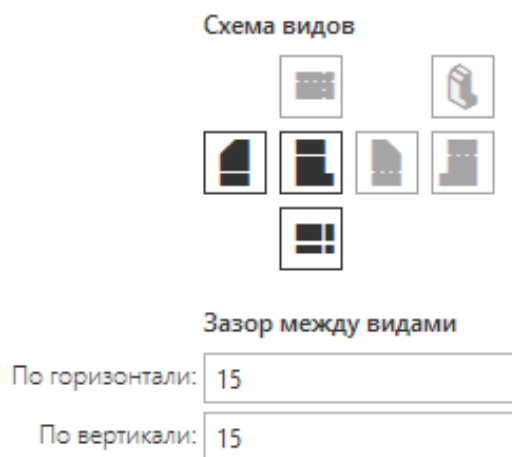 Схема видов
Зазор между видами
По горизонтали: 15
По вертикали: 15